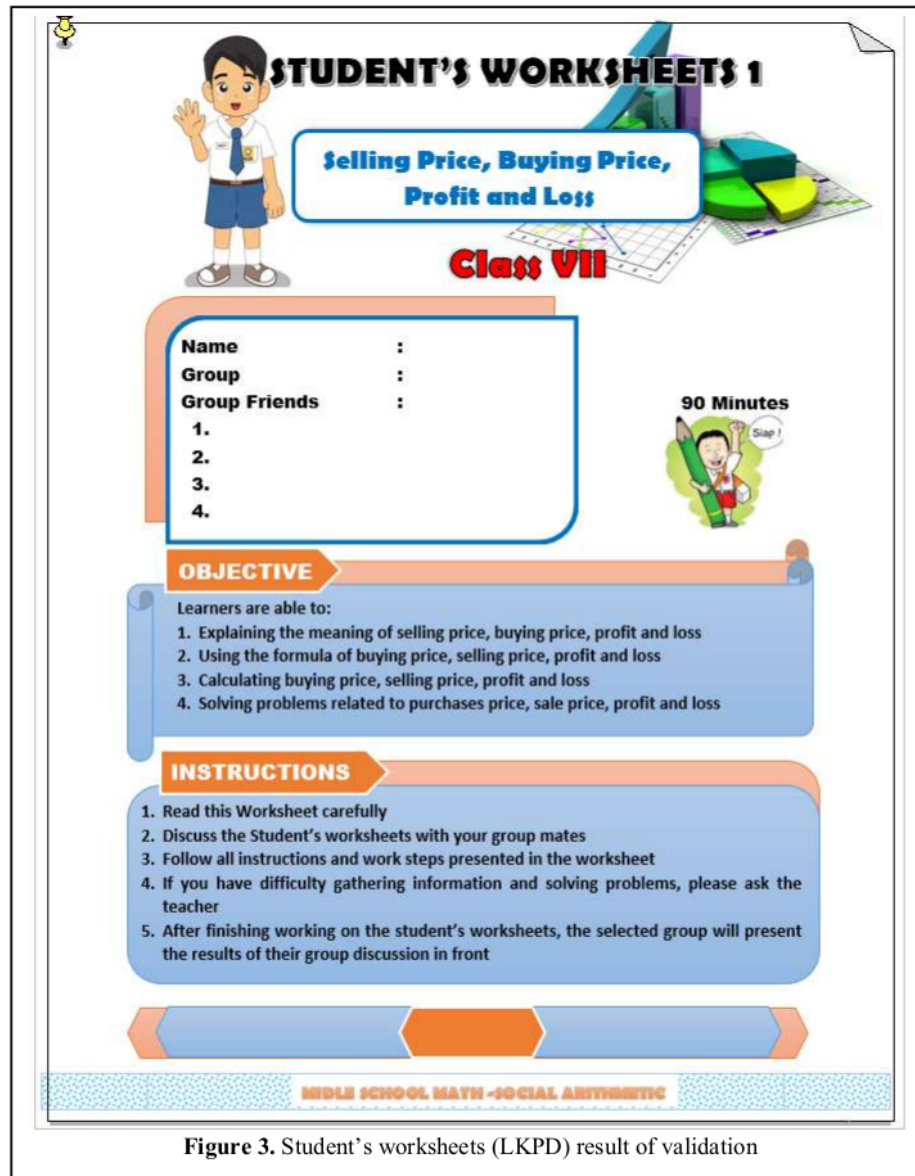 STUDENT'S WORKSHEETS 1
Selling Price, Buying Price,
Profit and Loss
Class VII
Name :
Group :
Group Friends :
1.
2.
3.
4.
90 Minutes
Siap !
OBJECTIVE
Learners are able to:
1. Explaining the meaning of selling price, buying price, profit and loss
2. Using the formula of buying price, selling price, profit and loss
3. Calculating buying price, selling price, profit and loss
4. Solving problems related to purchases price, sale price, profit and loss
INSTRUCTIONS
1. Read this Worksheet carefully
2. Discuss the Student's worksheets with your group mates
3. Follow all instructions and work steps presented in the worksheet
4. If you have difficulty gathering information and solving problems, please ask the
teacher
5. After finishing working on the student's worksheets, the selected group will present
the results of their group discussion in front
MIDLE SCHOOL MATH -SOCIAL ARITHMETIC
Figure 3. Student's worksheets (LKPD) result of validation